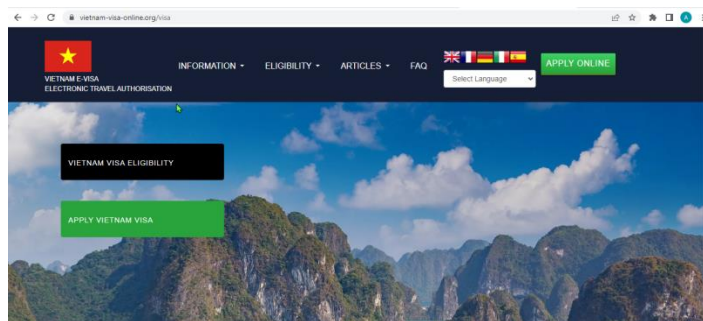 vietnam-visa-online.org/visa
A
INFORMATION
ELIGIBILITY
ARTICLES
FAQ
APPLY ONLINE
Select Language
VIETNAM E-VISA
ELECTRONIC TRAVEL AUTHORISATION
VIETNAM VISA ELIGIBILITY
APPLY VIETNAM VISA